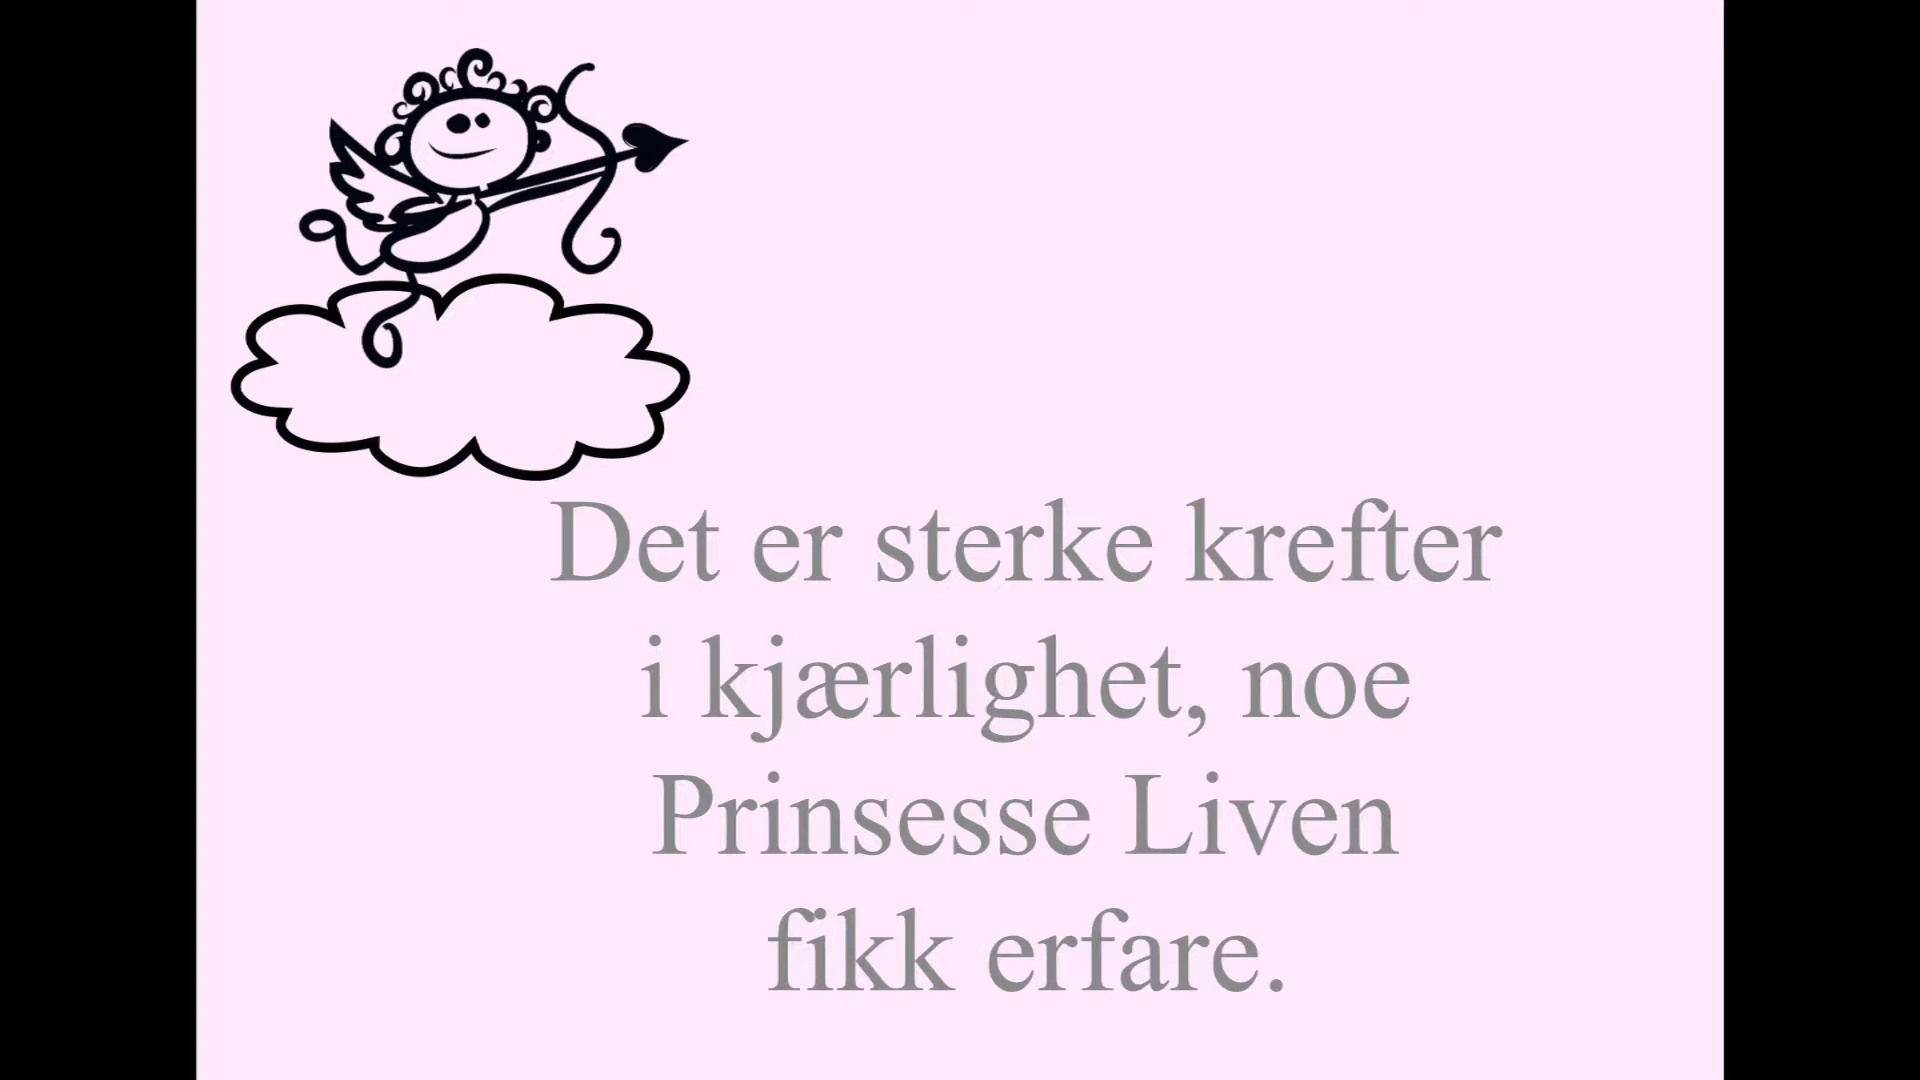 Det er sterke krefter
i kjærlighet, noe
Prinsesse Liven
fikk erfare.